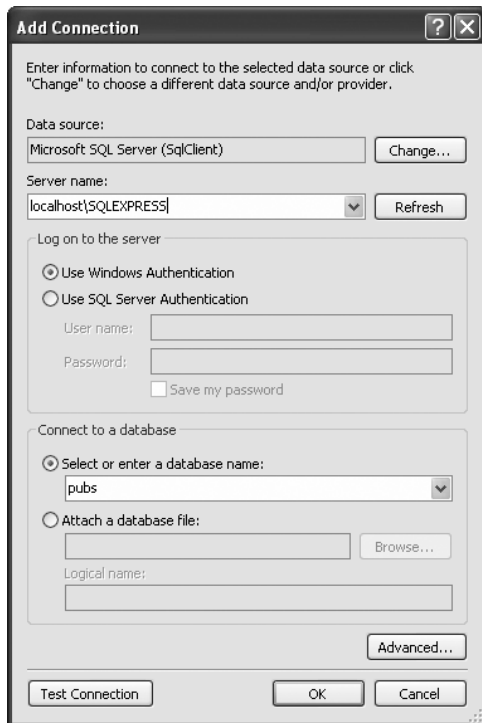 Add Connection
Enter information to connect to the selected data source or click
"Change" to choose a different data source and/or provider.
Data source:
Microsoft SQL Server (SqlClient)
Change...
Server name:
localhost\SQLEXPRESS
Refresh
Log on to the server
Use Windows Authentication
Use SQL Server Authentication
User name:
Password:
Save my password
Connect to a database
Select or enter a database name:
pubs
Attach a database file:
Browse...
Logical name:
Advanced...
Test Connection
OK
Cancel